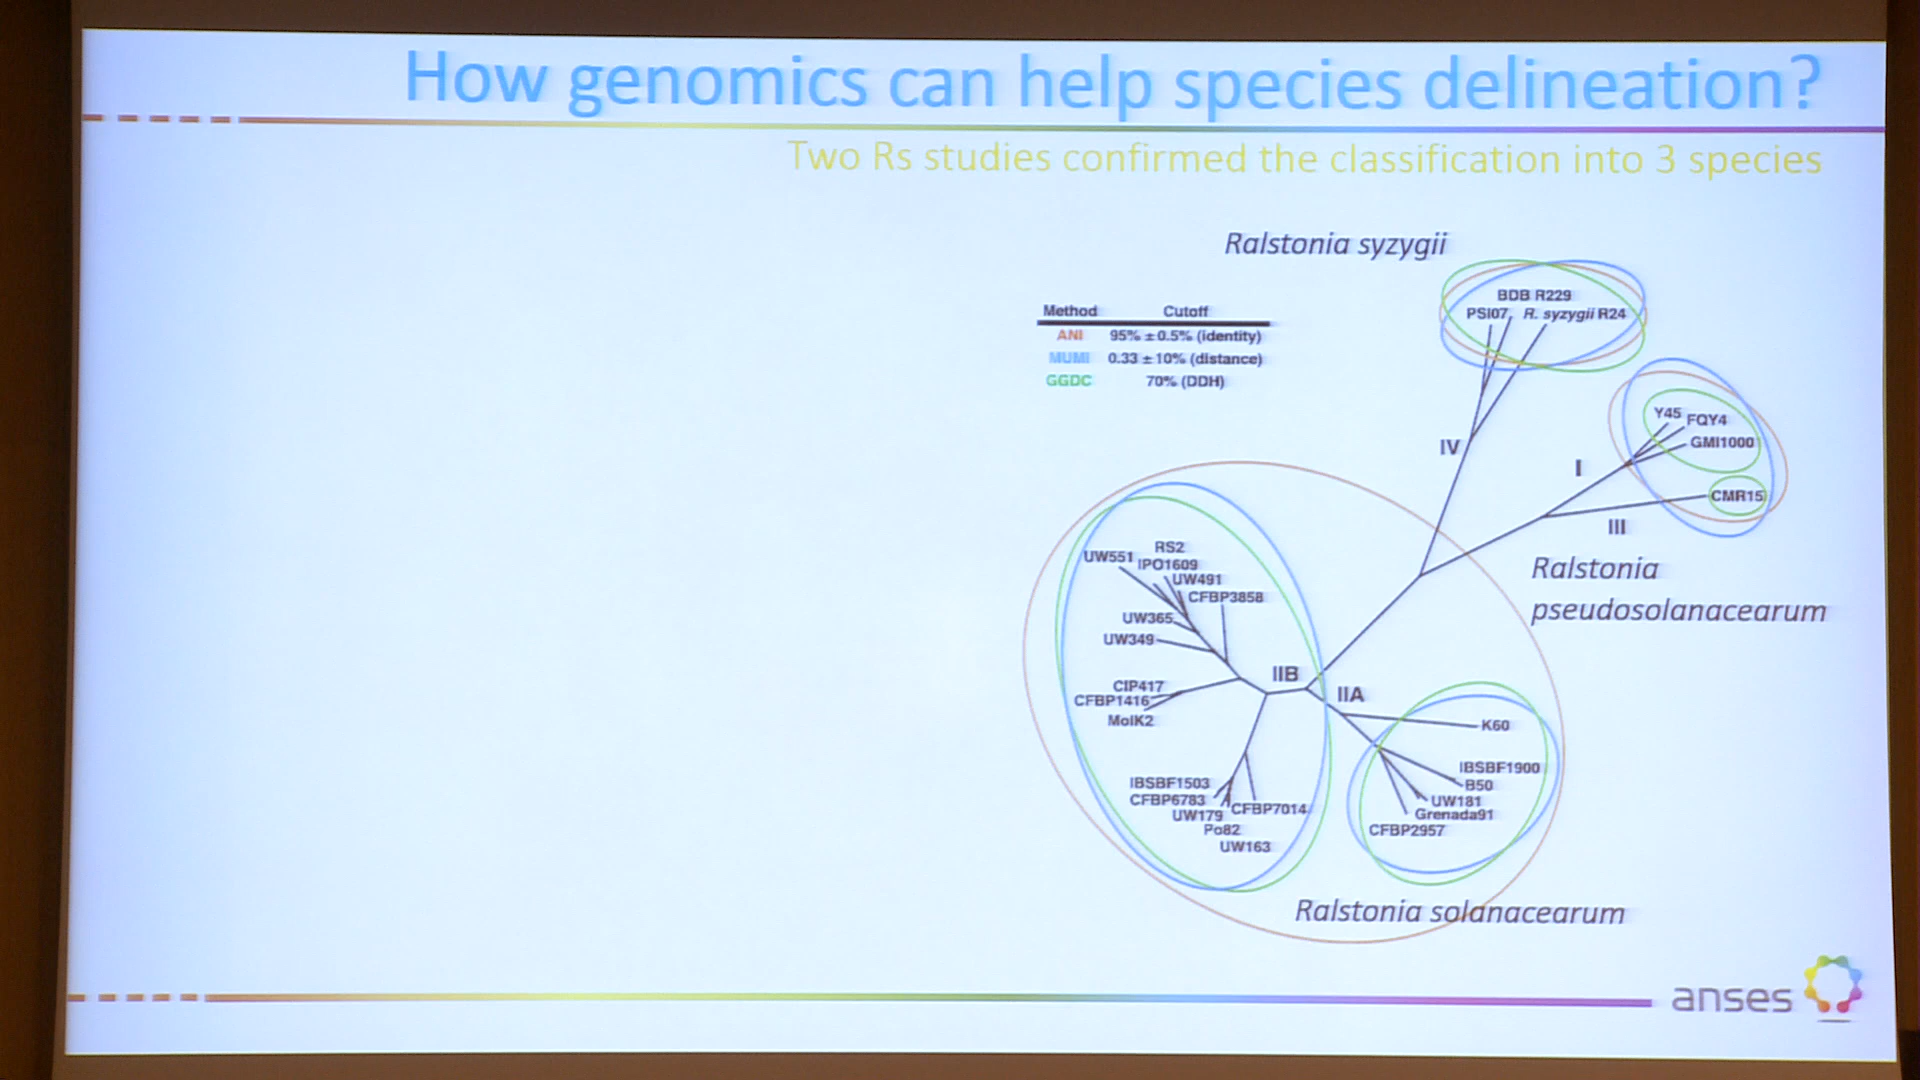 How genomics can help species delineation?
Two Rs studies confirmed the classification into 3 species
Ralstonia syzygii
Method Cutoff
ANI 95% ±0.5% (identity)
MUMi 0.33 ±10% (distance)
GGDC 70% (DDH)
BDB R229
PSI07 R. syzygii R24
IV
Y45
FQY4
GMI1000
I
CMR15
III
Ralstonia
pseudosolanacearum
RS2
UW551
IPO1609
UW491
CFBP3858
UW365
UW349
IIB
CIP417
CFBP1416
MolK2
IIA
K60
IBSBF1503
CFBP6783
UW179
CFBP7014
Po82
UW163
IBSBF1900
B50
UW181
Grenada91
CFBP2957
Ralstonia solanacearum
anses